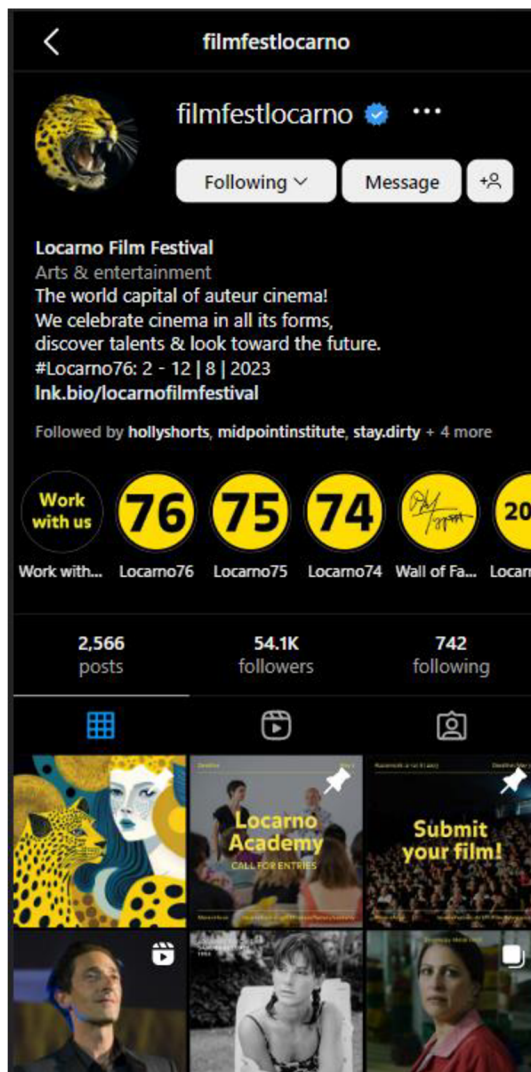 filmfestlocarno
filmfestlocarno
Following
Message
Locarno Film Festival
Arts & entertainment
The world capital of auteur cinema!
We celebrate cinema in all its forms,
discover talents & look toward the future.
#Locarno76: 2 - 12 | 8 | 2023
lnk.bio/locarnofilmfestival
Followed by hollyshorts, midpointinstitute, stay.dirty + 4 more
Work
with us
76
75
74
20
Work with...
Locarno76
Locarno75
Locarno74
Wall of Fa...
Locarn
2,566
posts
54.1K
followers
742
following
Locarno
Academy
CALL FOR ENTRIES
Submit
your film!